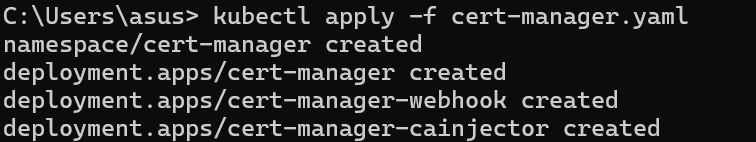 C:\Users\asus> kubectl apply -f cert-manager.yaml
namespace/cert-manager created
deployment.apps/cert-manager created
deployment.apps/cert-manager-webhook created
deployment.apps/cert-manager-cainjector created